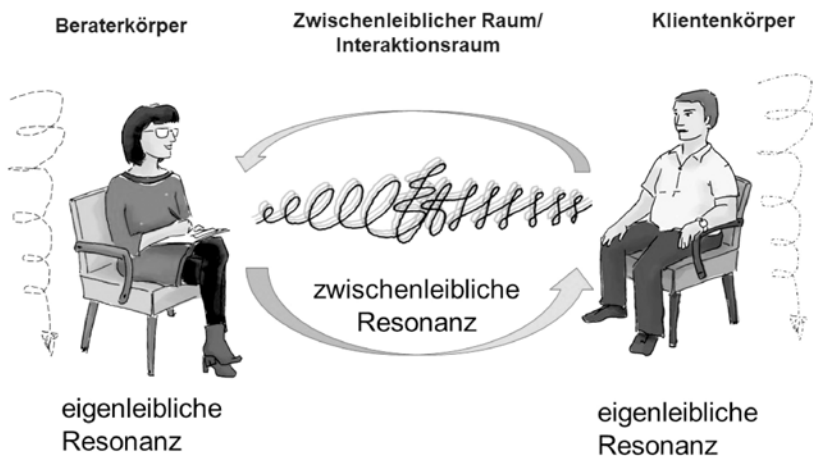 Beraterkörper
Zwischenleiblicher Raum/
Interaktionsraum
Klientenkörper
zwischenleibliche
Resonanz
eigenleibliche
Resonanz
eigenleibliche
Resonanz